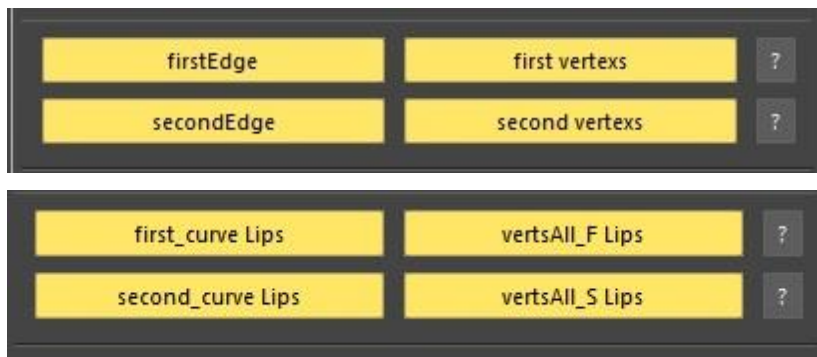 firstEdge first vertexs ?
secondEdge second vertexs ?
first_curve Lips vertsAll_F Lips ?
second_curve Lips vertsAll_S Lips ?